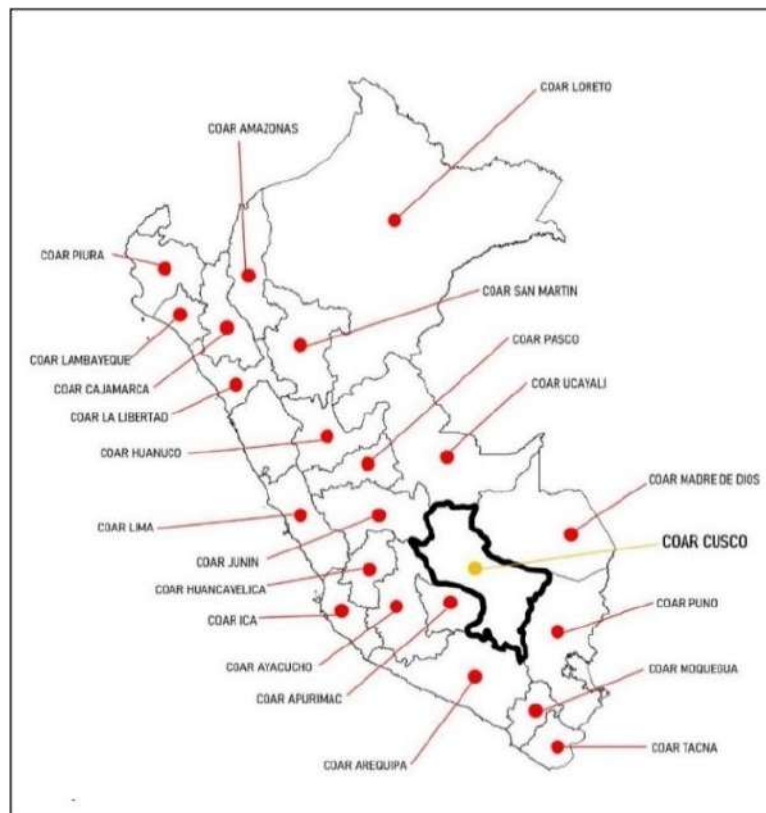 COAR LORETO
COAR AMAZONAS
COAR PIURA
COAR SAN MARTIN
COAR PASCO
COAR LAMBAYEQUE
COAR CAJAMARCA
COAR UCAYALI
COAR LA LIBERTAD
COAR HUANUCO
COAR MADRE DE DIOS
COAR LIMA
COAR CUSCO
COAR JUNIN
COAR HUANCAVELICA
COAR PUNO
COAR ICA
COAR AYACUCHO
COAR MOQUEGUA
COAR APURIMAC
COAR TACNA
COAR AREQUIPA